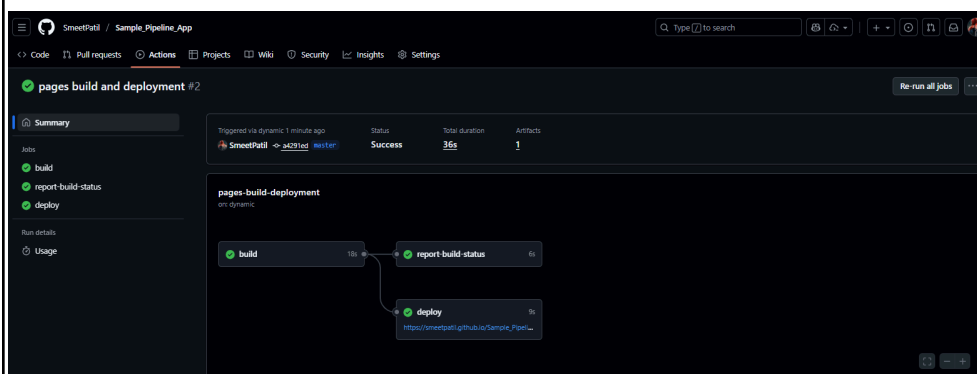 SmeetPatil / Sample_Pipeline_App
Type / to search
Code Pull requests Actions Projects Wiki Security Insights Settings
pages build and deployment #2
Re-run all jobs
Summary
Jobs
build
report-build-status
deploy
Run details
Usage
Triggered via dynamic 1 minute ago
SmeetPatil a4291ed master
Status
Success
Total duration
36s
Artifacts
1
pages-build-deployment
on: dynamic
build 18s
report-build-status 6s
deploy 9s
https://smeetpatil.github.io/Sample_Pipeli...